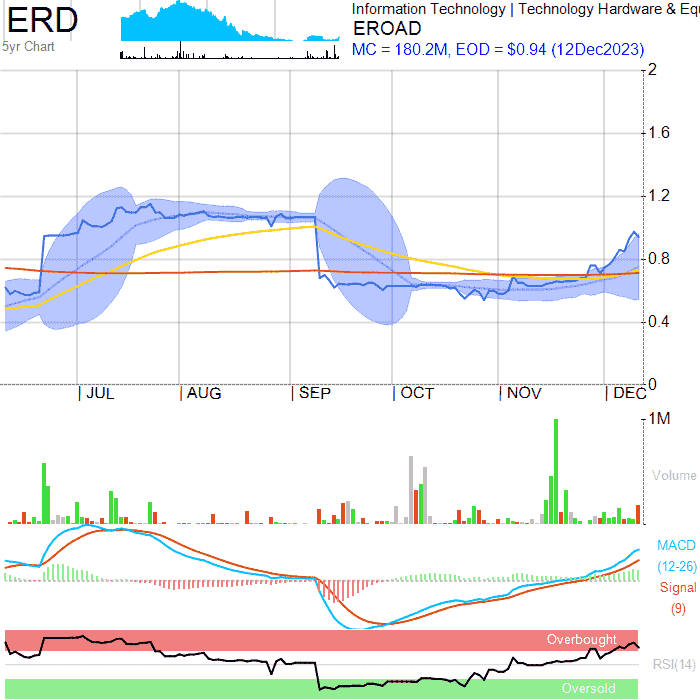 ERD
Information Technology | Technology Hardware & Equ
EROAD
5yr Chart
MC = 180.2M, EOD = $0.94 (12Dec2023)
2
1.6
1.2
0.8
0.4
0
| JUL | AUG | SEP | OCT | NOV | DEC
1M
Volume
MACD
(12-26)
Signal
(9)
Overbought
RSI(14)
Oversold